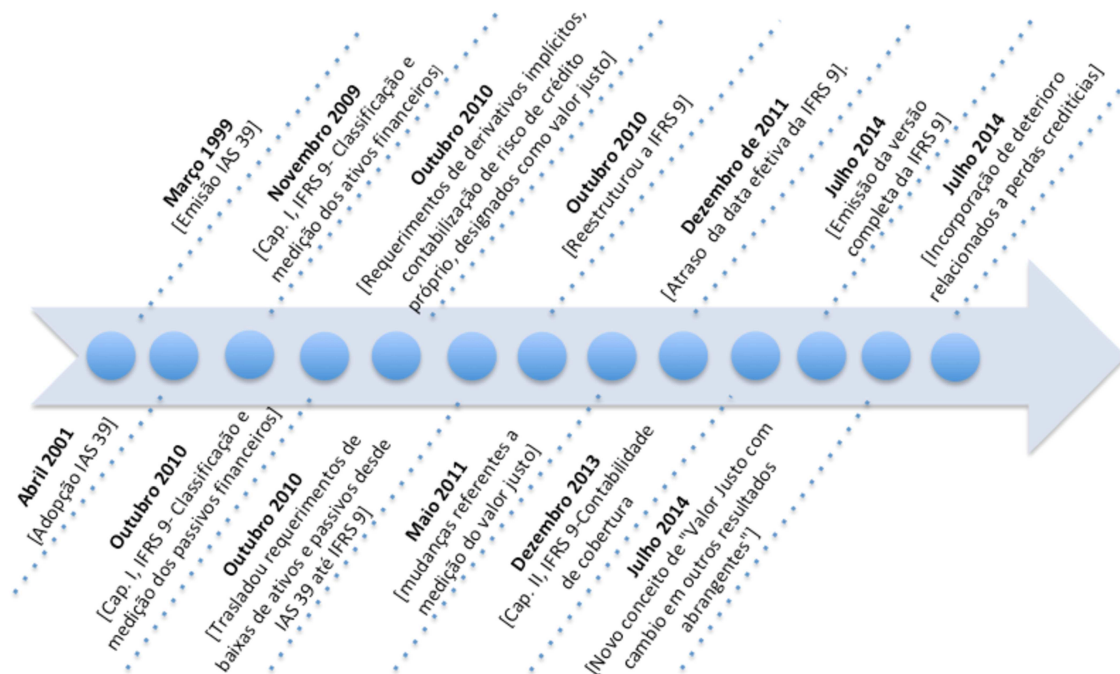 Março 1999
[Emisão IAS 39]
Novembro 2009
[Cap. I, IFRS 9- Classificação e
medição dos ativos financeiros]
Outubro 2010
[Requerimentos de derivativos implícitos,
contabilização de risco de crédito
próprio, designados como valor justo]
Outubro 2010
[Reestruturou a IFRS 9]
Dezembro de 2011
[Atraso da data efetiva da IFRS 9].
Julho 2014
[Emissão da versão
completa da IFRS 9]
Julho 2014
[Incorporação de deterioro
relacionados a perdas creditícias]
Abril 2001
[Adopção IAS 39]
Outubro 2010
[Cap. I, IFRS 9- Classificação e
medição dos passivos financeiros]
Outubro 2010
[Trasladou requerimentos de
baixas de ativos e passivos desde
IAS 39 até IFRS 9]
Maio 2011
[mudanças referentes a
medição do valor justo]
Dezembro 2013
[Cap. II, IFRS 9-Contabilidade
de cobertura
Julho 2014
[Novo conceito de "Valor Justo com
cambio em outros resultados
abrangentes"]